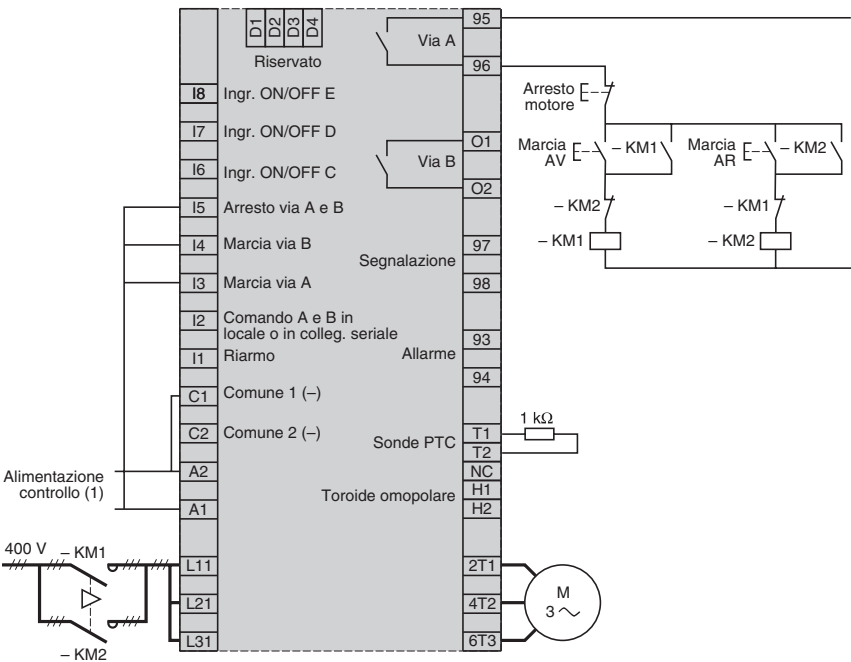 D1
D2
D3
D4
Riservato
I8 Ingr. ON/OFF E
I7 Ingr. ON/OFF D
I6 Ingr. ON/OFF C
I5 Arresto via A e B
I4 Marcia via B
I3 Marcia via A
I2 Comando A e B in
locale o in colleg. seriale
I1 Riarmo
C1 Comune 1 (–)
C2 Comune 2 (–)
A2
A1
Alimentazione
controllo (1)
L11
L21
L31
400 V
– KM1
– KM2
Via A
95
96
Via B
O1
O2
Segnalazione
97
98
Allarme
93
94
Sonde PTC
T1
T2
NC
Toroide omopolare
H1
H2
2T1
4T2
6T3
1 kΩ
M
3
Arresto
motore
Marcia
AV
– KM1
Marcia
AR
– KM2
– KM2
– KM1
– KM1
– KM2